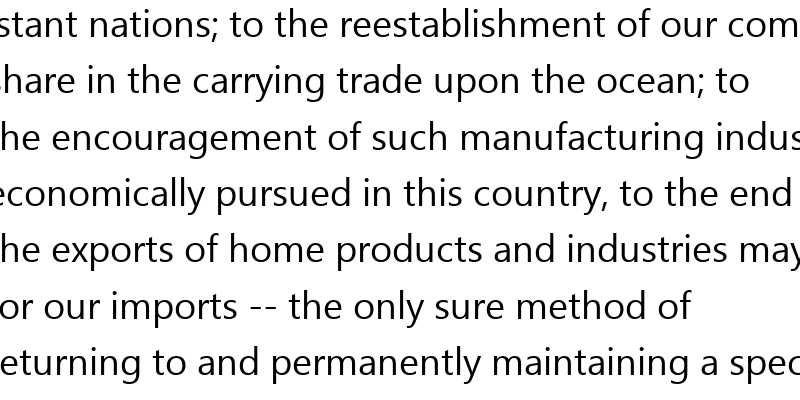 stant nations; to the reestablishment of our com
share in the carrying trade upon the ocean; to
he encouragement of such manufacturing indus
economically pursued in this country, to the end
he exports of home products and industries may
or our imports -- the only sure method of
eturning to and permanently maintaining a spec